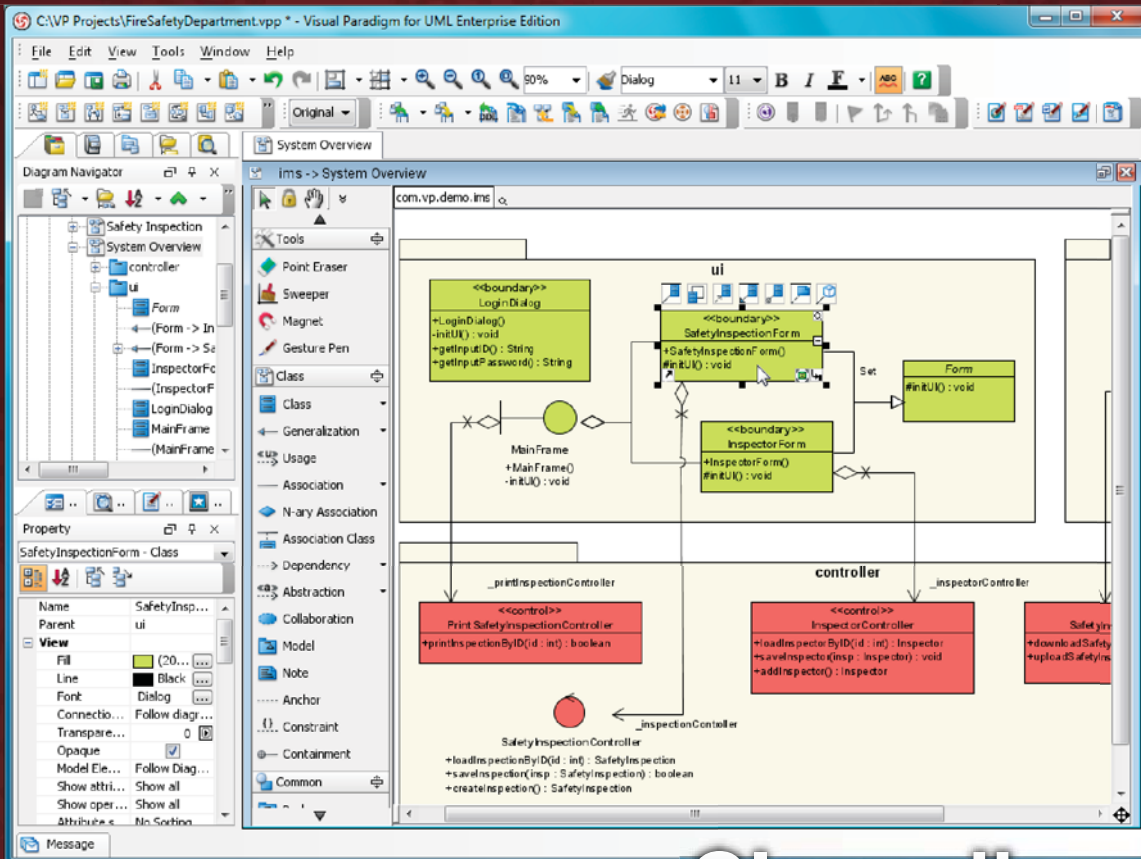 C:\VP Projects\FireSafetyDepartment.vpp * - Visual Paradigm for UML Enterprise Edition
File Edit View Tools Window Help
90% Dialog 11 B I F ABC ?
Original
System Overview
Diagram Navigator
ims -> System Overview
com.vp.demo.ims
Safety Inspection
System Overview
controller
ui
Form
(Form -> In
(Form -> Sa
InspectorFo
(InspectorF
LoginDialog
MainFrame
(MainFrame
Property
SafetyInspectionForm - Class
Name SafetyInsp...
Parent ui
View
Fill (20... ...
Line Black ...
Font Dialog ...
Connectio... Follow diagr...
Transpare... 0
Opaque
Model Ele... Follow Diag...
Show attri... Show all
Show oper... Show all
Attribute s No Sorting
Message
Tools
Point Eraser
Sweeper
Magnet
Gesture Pen
Class
Class
Generalization
Usage
Association
N-ary Association
Association Class
Dependency
Abstraction
Collaboration
Model
Note
Anchor
Constraint
Containment
Common
ui
<<boundary>>
LoginDialog
+LoginDialog()
-initUI() : void
+getInputID() : String
+getInputPassword() : String
<<boundary>>
SafetyInspectionForm
+SafetyInspectionForm()
#initUI() : void
Set
Form
#initUI() : void
MainFrame
+MainFrame()
-initUI() : void
<<boundary>>
InspectorForm
+InspectorForm()
#initUI() : void
controller
_printInspectionController
_inspectorController
<<control>>
PrintSafetyInspectionController
+printInspectionByID(id : int) : boolean
<<control>>
InspectorController
+loadInspectorByID(id : int) : Inspector
+saveInspector(insp : Inspector) : void
+addInspector() : Inspector
SafetyIn
+downloadSafety
+uploadSafetyIns
_inspectionController
SafetyInspectionController
+loadInspectionByID(id : int) : SafetyInspection
+saveInspection(insp : SafetyInspection) : boolean
+createInspection() : SafetyInspection